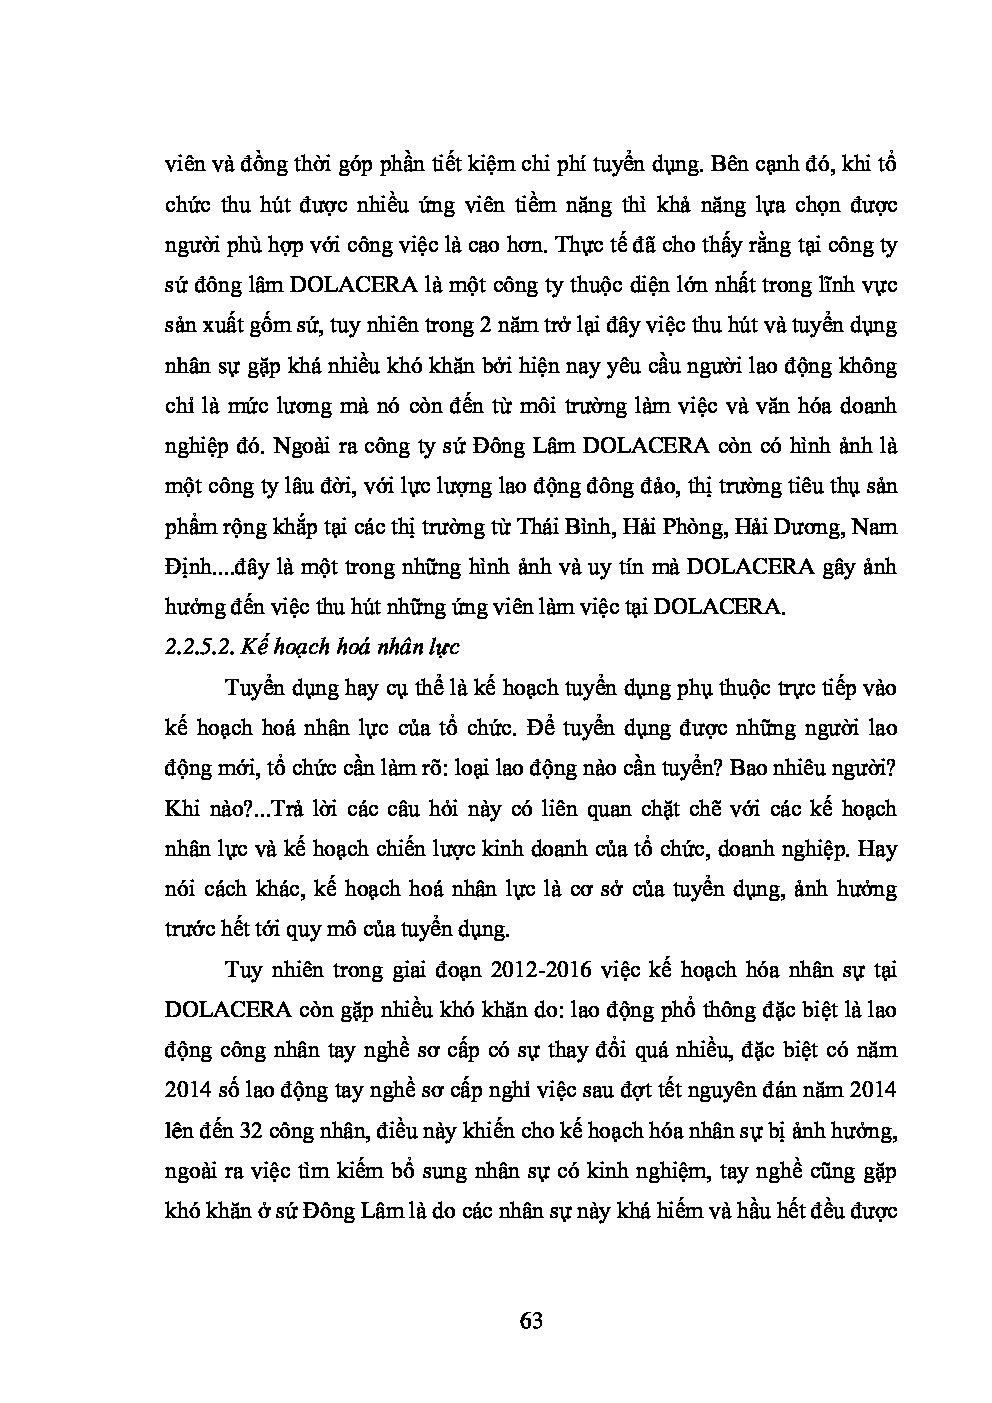 viên và đồng thời góp phần tiết kiệm chi phí tuyển dụng. Bên cạnh đó, khi tổ
chức thu hút được nhiều ứng viên tiềm năng thì khả năng lựa chọn được
người phù hợp với công việc là cao hơn. Thực tế đã cho thấy rằng tại công ty
sứ đông lâm DOLACERA là một công ty thuộc diện lớn nhất trong lĩnh vực
sản xuất gốm sứ, tuy nhiên trong 2 năm trở lại đây việc thu hút và tuyển dụng
nhân sự gặp khá nhiều khó khăn bởi hiện nay yêu cầu người lao động không
chỉ là mức lương mà nó còn đến từ môi trường làm việc và văn hóa doanh
nghiệp đó. Ngoài ra công ty sứ Đông Lâm DOLACERA còn có hình ảnh là
một công ty lâu đời, với lực lượng lao động đông đảo, thị trường tiêu thụ sản
phẩm rộng khắp tại các thị trường từ Thái Bình, Hải Phòng, Hải Dương, Nam
Định....đây là một trong những hình ảnh và uy tín mà DOLACERA gây ảnh
hưởng đến việc thu hút những ứng viên làm việc tại DOLACERA.
2.2.5.2. Kế hoạch hoá nhân lực
Tuyển dụng hay cụ thể là kế hoạch tuyển dụng phụ thuộc trực tiếp vào
kế hoạch hoá nhân lực của tổ chức. Để tuyển dụng được những người lao
động mới, tổ chức cần làm rõ: loại lao động nào cần tuyển? Bao nhiêu người?
Khi nào?...Trả lời các câu hỏi này có liên quan chặt chẽ với các kế hoạch
nhân lực và kế hoạch chiến lược kinh doanh của tổ chức, doanh nghiệp. Hay
nói cách khác, kế hoạch hoá nhân lực là cơ sở của tuyển dụng, ảnh hưởng
trước hết tới quy mô của tuyển dụng.
Tuy nhiên trong giai đoạn 2012-2016 việc kế hoạch hóa nhân sự tại
DOLACERA còn gặp nhiều khó khăn do: lao động phổ thông đặc biệt là lao
động công nhân tay nghề sơ cấp có sự thay đổi quá nhiều, đặc biệt có năm
2014 số lao động tay nghề sơ cấp nghỉ việc sau đợt tết nguyên đán năm 2014
lên đến 32 công nhân, điều này khiến cho kế hoạch hóa nhân sự bị ảnh hưởng,
ngoài ra việc tìm kiếm bổ sung nhân sự có kinh nghiệm, tay nghề cũng gặp
khó khăn ở sứ Đông Lâm là do các nhân sự này khá hiếm và hầu hết đều được
63